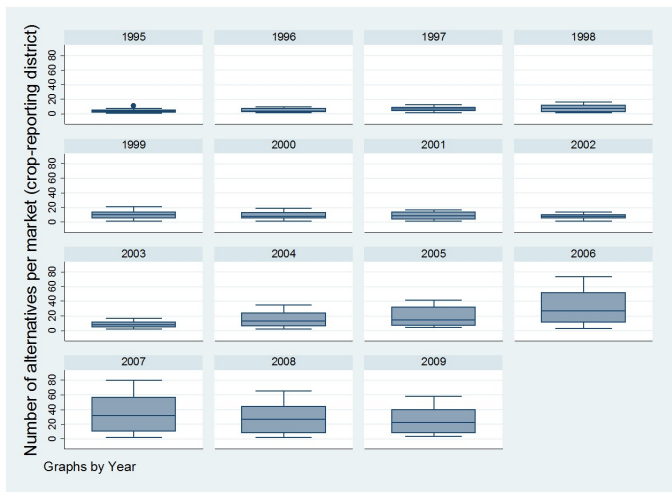 Number of alternatives per market (crop-reporting district)
1995 1996 1997 1998
0 20 40 60 80
1999 2000 2001 2002
0 20 40 60 80
2003 2004 2005 2006
0 20 40 60 80
2007 2008 2009
0 20 40 60 80
Graphs by Year